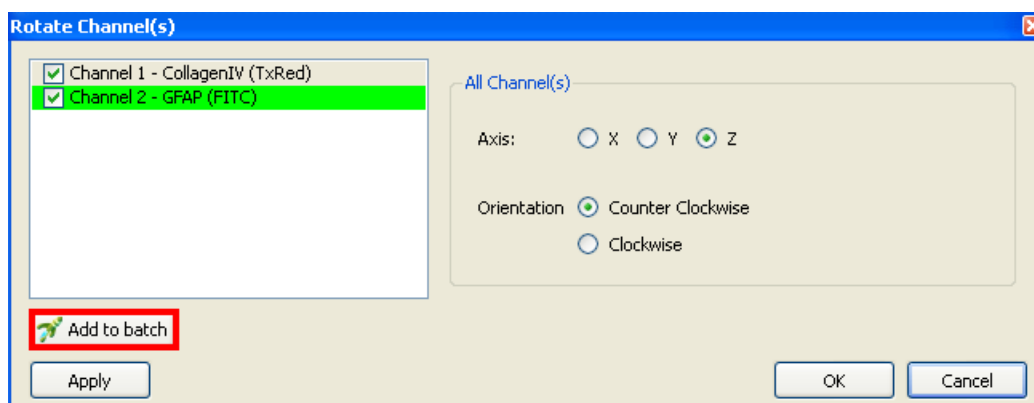 Rotate Channel(s)
Channel 1 - CollagenIV (TxRed)
Channel 2 - GFAP (FITC)
All Channel(s)
Axis: X Y Z
Orientation Counter Clockwise
Clockwise
Add to batch
Apply OK Cancel